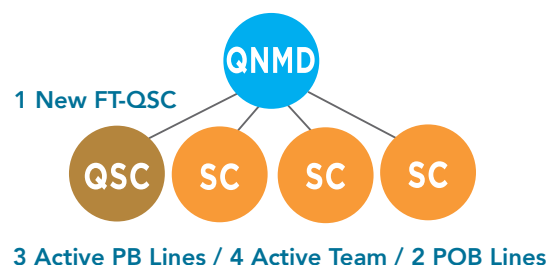 QNMD
1 New FT-QSC
QSC SC SC SC
3 Active PB Lines / 4 Active Team / 2 POB Lines